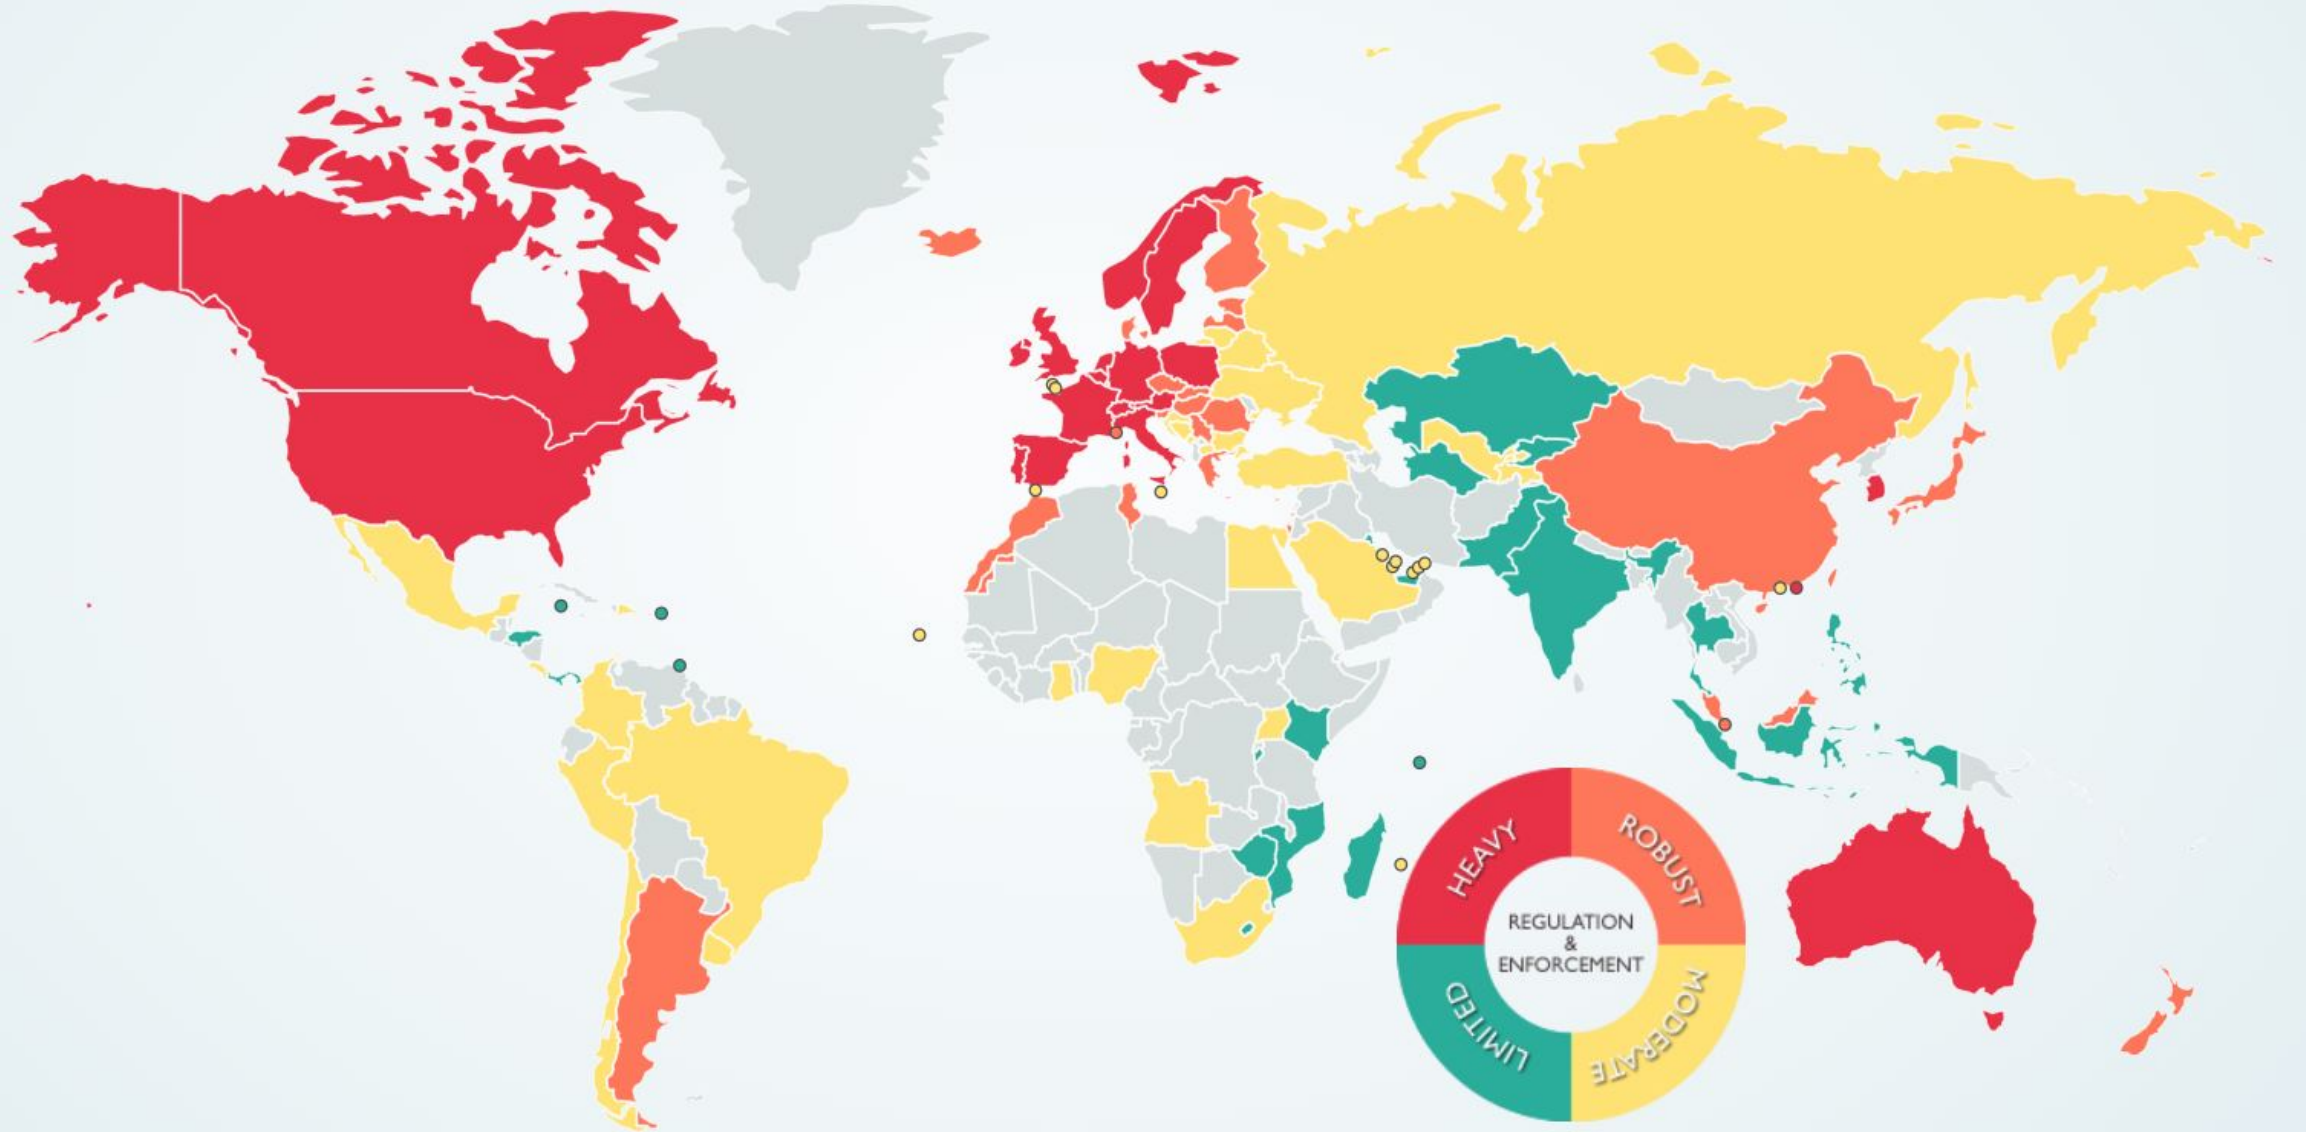 HEAVY
ROBUST
REGULATION
&
ENFORCEMENT
LIMITED
MODERATE